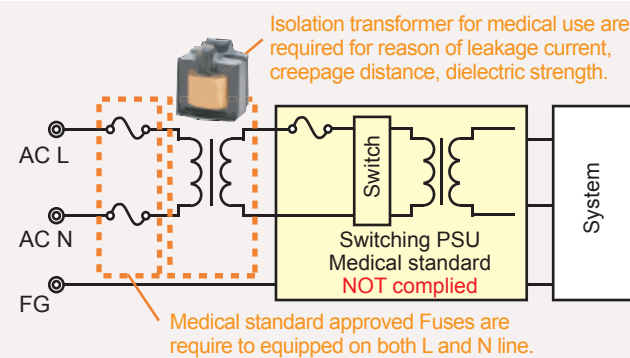 Isolation transformer for medical use are
required for reason of leakage current,
creepage distance, dielectric strength.
AC L
AC N
FG
Switch
Switching PSU
Medical standard
NOT complied
System
Medical standard approved Fuses are
require to equipped on both L and N line.